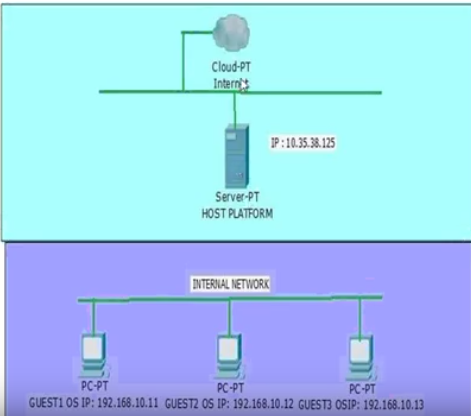 Cloud-PT
Internet
IP : 10.35.38.125
Server-PT
HOST PLATFORM
INTERNAL NETWORK
PC-PT
PC-PT
PC-PT
GUEST1 OS IP: 192.168.10.11
GUEST2 OS IP: 192.168.10.12
GUEST3 OSIP: 192.168.10.13